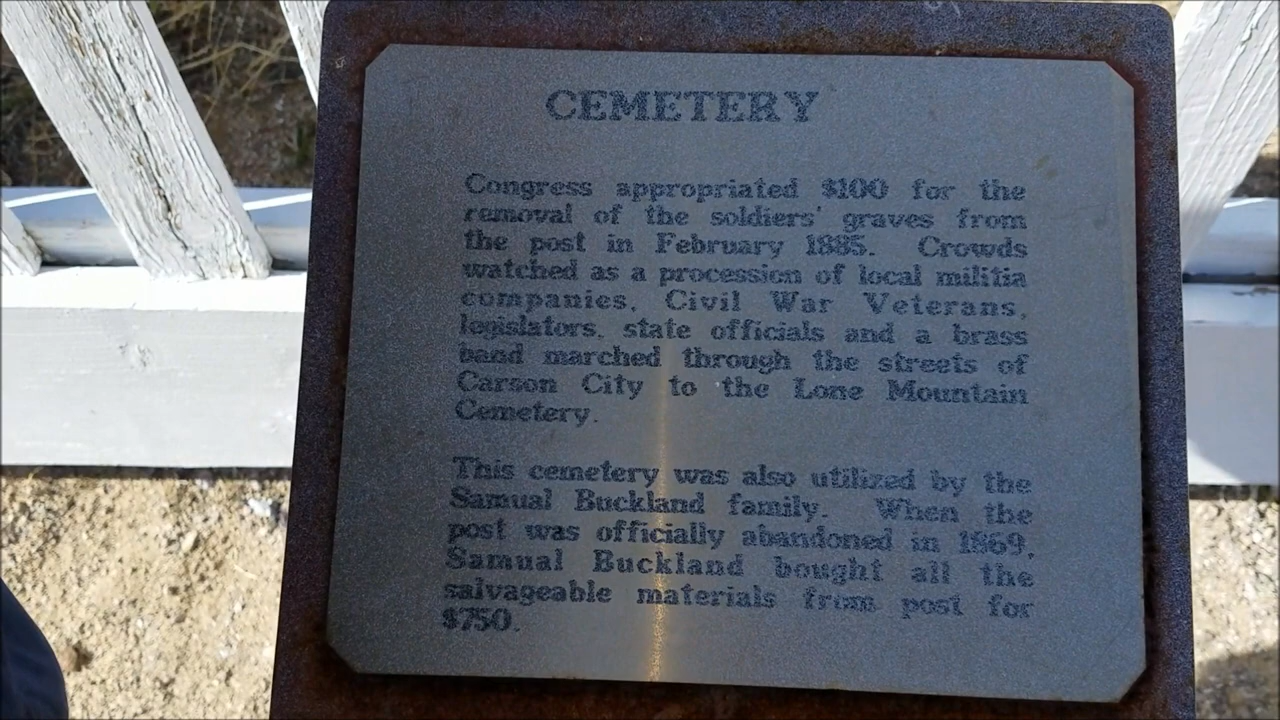 CEMETERY
Congress appropriated $100 for the
removal of the soldiers' graves from
the post in February 1885. Crowds
watched as a procession of local militia
companies, Civil War Veterans,
legislators, state officials and a brass
band marched through the streets of
Carson City to the Lone Mountain
Cemetery.
This cemetery was also utilized by the
Samual Buckland family. When the
post was officially abandoned in 1869,
Samual Buckland bought all the
salvageable materials from post for
$750.